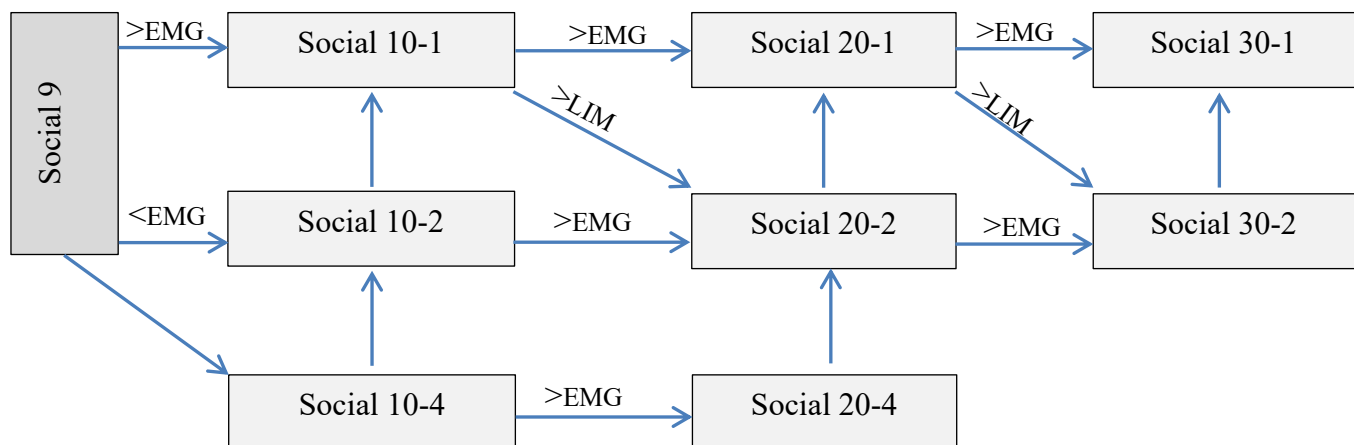 >EMG
Social 10-1
>EMG
Social 20-1
>EMG
Social 30-1
Social 9
>LIM
>LIM
<EMG
Social 10-2
>EMG
Social 20-2
>EMG
Social 30-2
Social 10-4
>EMG
Social 20-4